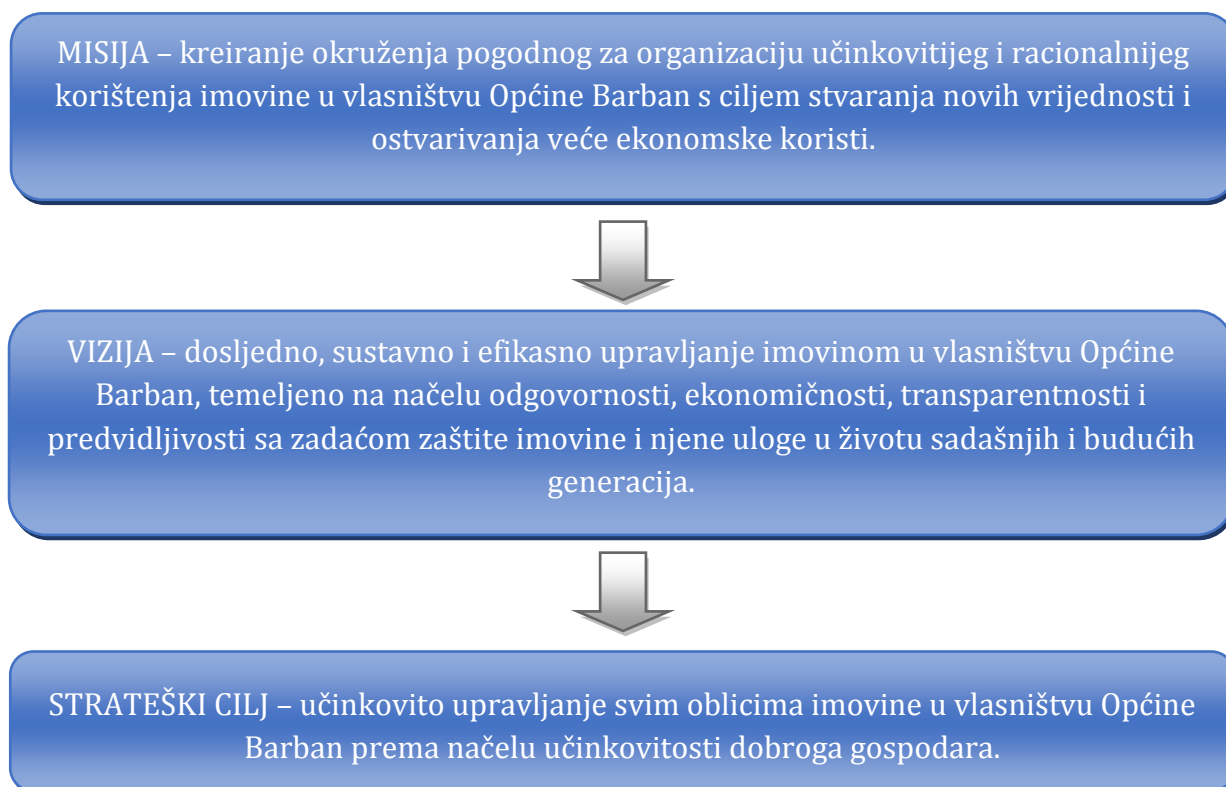 MISIJA – kreiranje okruženja pogodnog za organizaciju učinkovitijeg i racionalnijeg
korištenja imovine u vlasništvu Općine Barban s ciljem stvaranja novih vrijednosti i
ostvarivanja veće ekonomske koristi.
VIZIJA – dosljedno, sustavno i efikasno upravljanje imovinom u vlasništvu Općine
Barban, temeljeno na načelu odgovornosti, ekonomičnosti, transparentnosti i
predvidljivosti sa zadaćom zaštite imovine i njene uloge u životu sadašnjih i budućih
generacija.
STRATEŠKI CILJ – učinkovito upravljanje svim oblicima imovine u vlasništvu Općine
Barban prema načelu učinkovitosti dobroga gospodara.